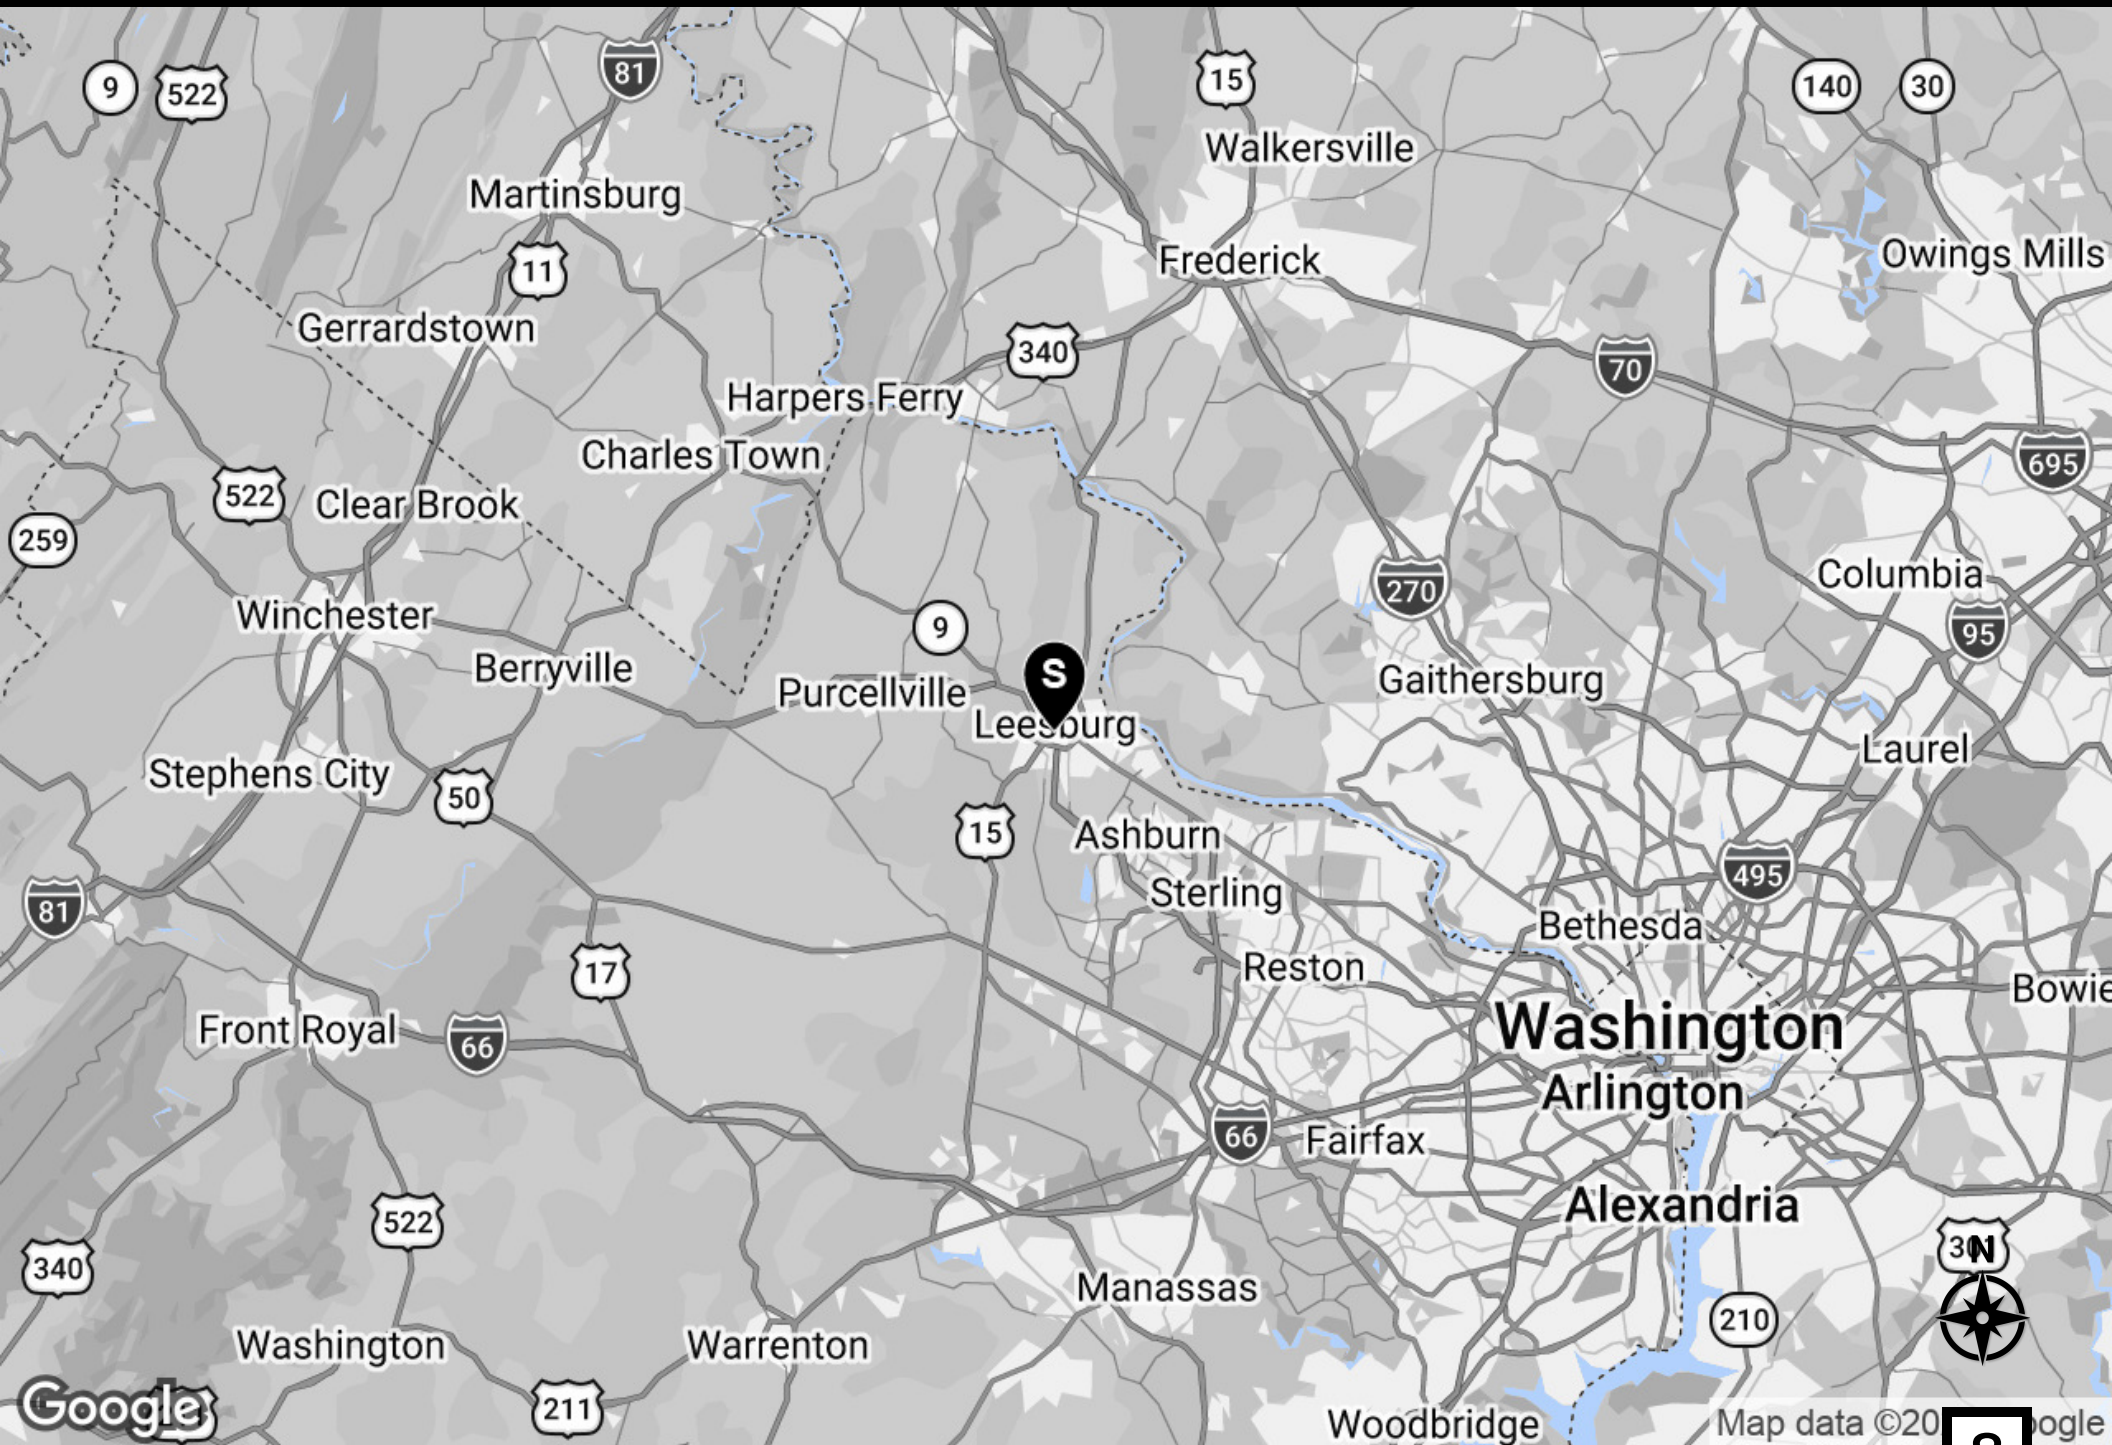 81
9
522
15
140
30
Walkersville
Martinsburg
Frederick
Owings Mills
11
Gerrardstown
340
70
Harpers Ferry
Charles Town
695
522
Clear Brook
259
Columbia
270
Winchester
9
95
Berryville
Purcellville
S
Gaithersburg
Leesburg
Laurel
Stephens City
50
15
Ashburn
495
Sterling
81
Bethesda
17
Reston
Bowie
Front Royal
66
Washington
Arlington
66
Fairfax
Alexandria
522
N
340
Manassas
210
Washington
Warrenton
Google
211
Woodbridge
Map data ©20